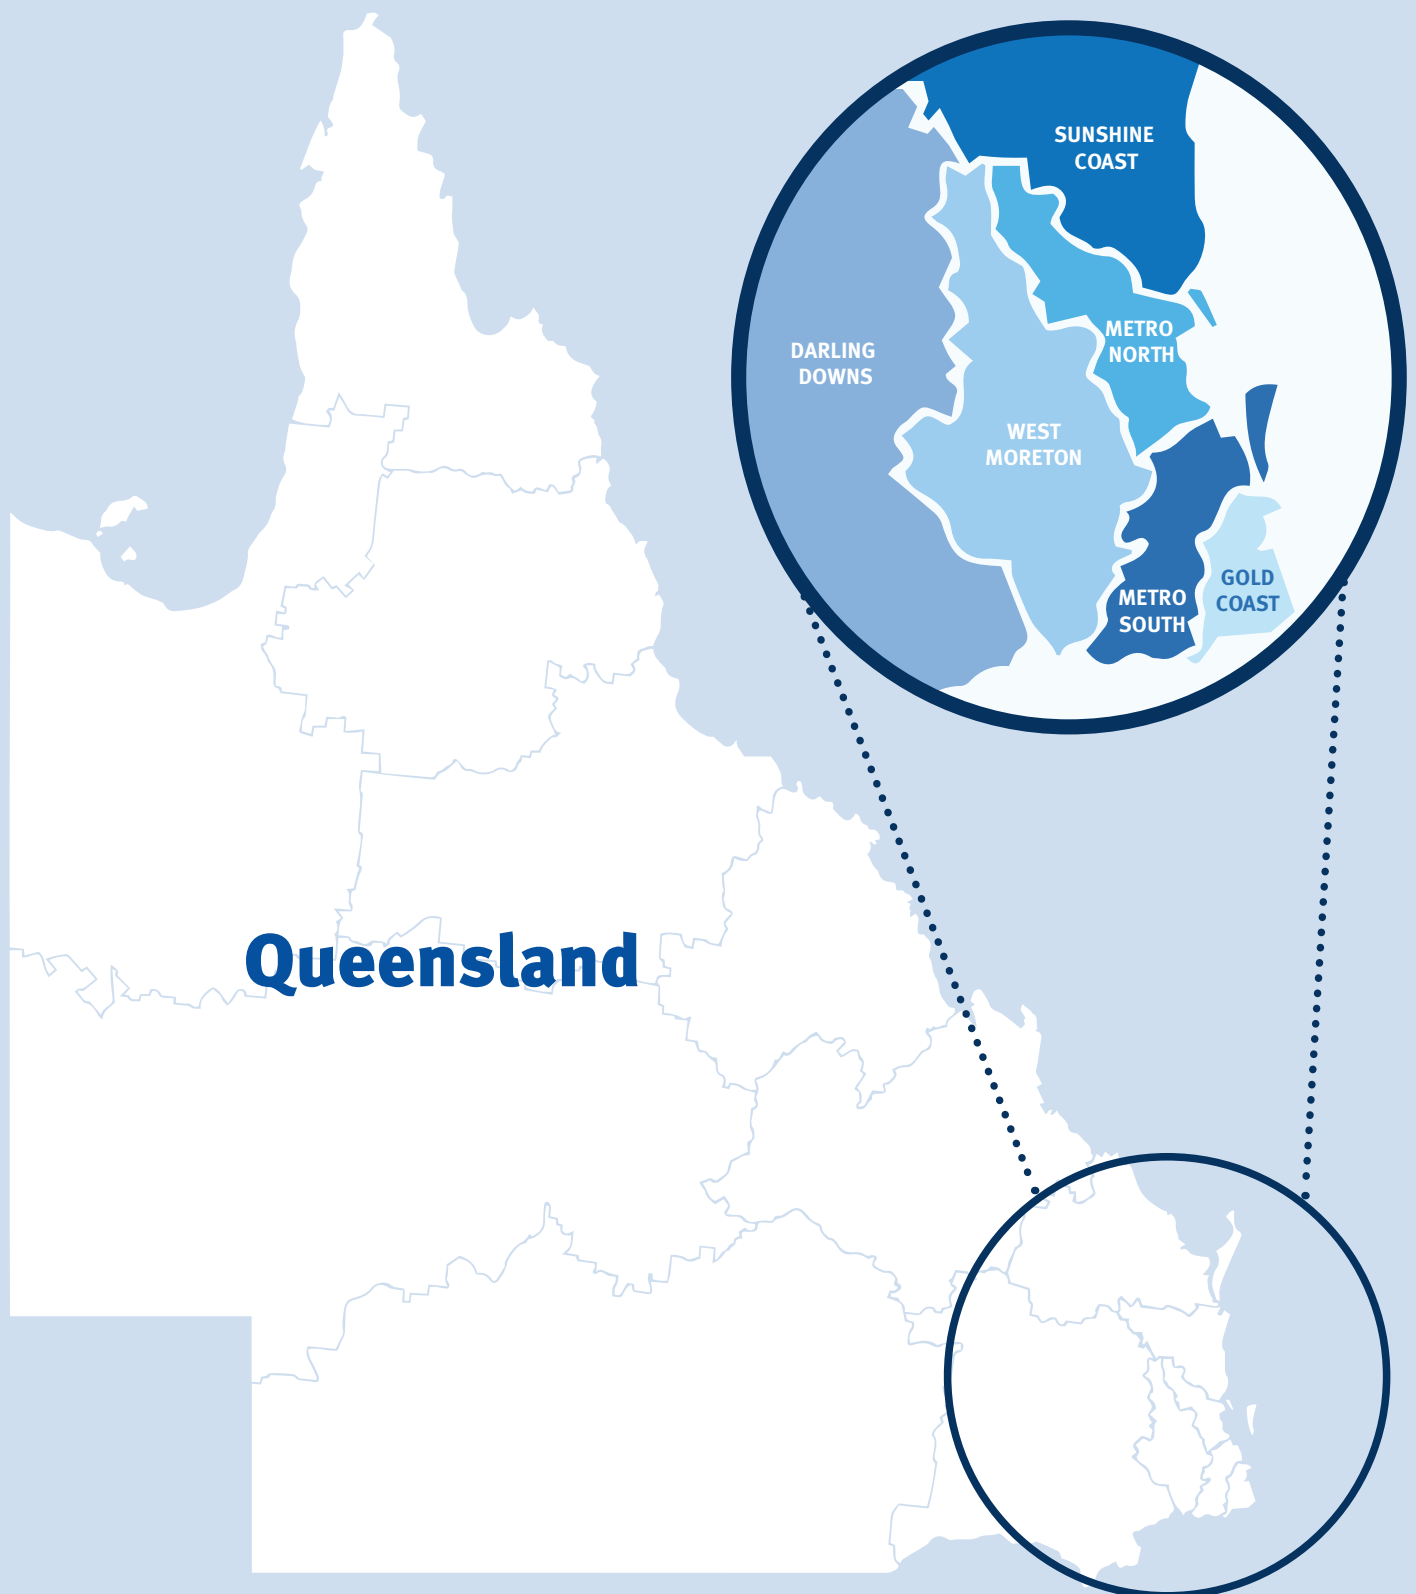 SUNSHINE
COAST
METRO
NORTH
DARLING
DOWNS
WEST
MORETON
GOLD
COAST
METRO
SOUTH
Queensland